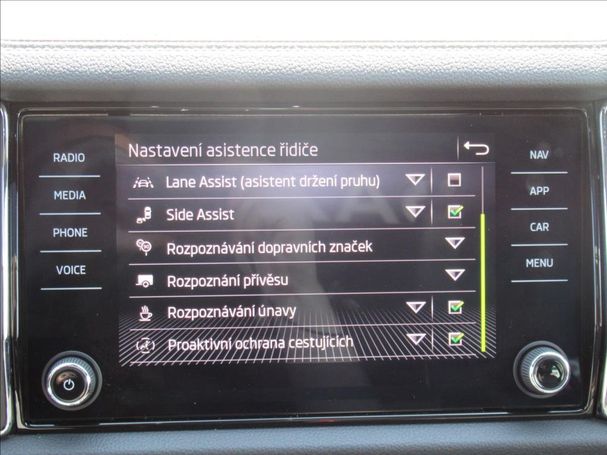 Nastavení asistence řidiče
RADIO
MEDIA
PHONE
VOICE
Lane Assist (asistent držení pruhu)
Side Assist
Rozpoznávání dopravních značek
Rozpoznání přívěsu
Rozpoznávání únavy
Proaktivní ochrana cestujících
NAV
APP
CAR
MENU